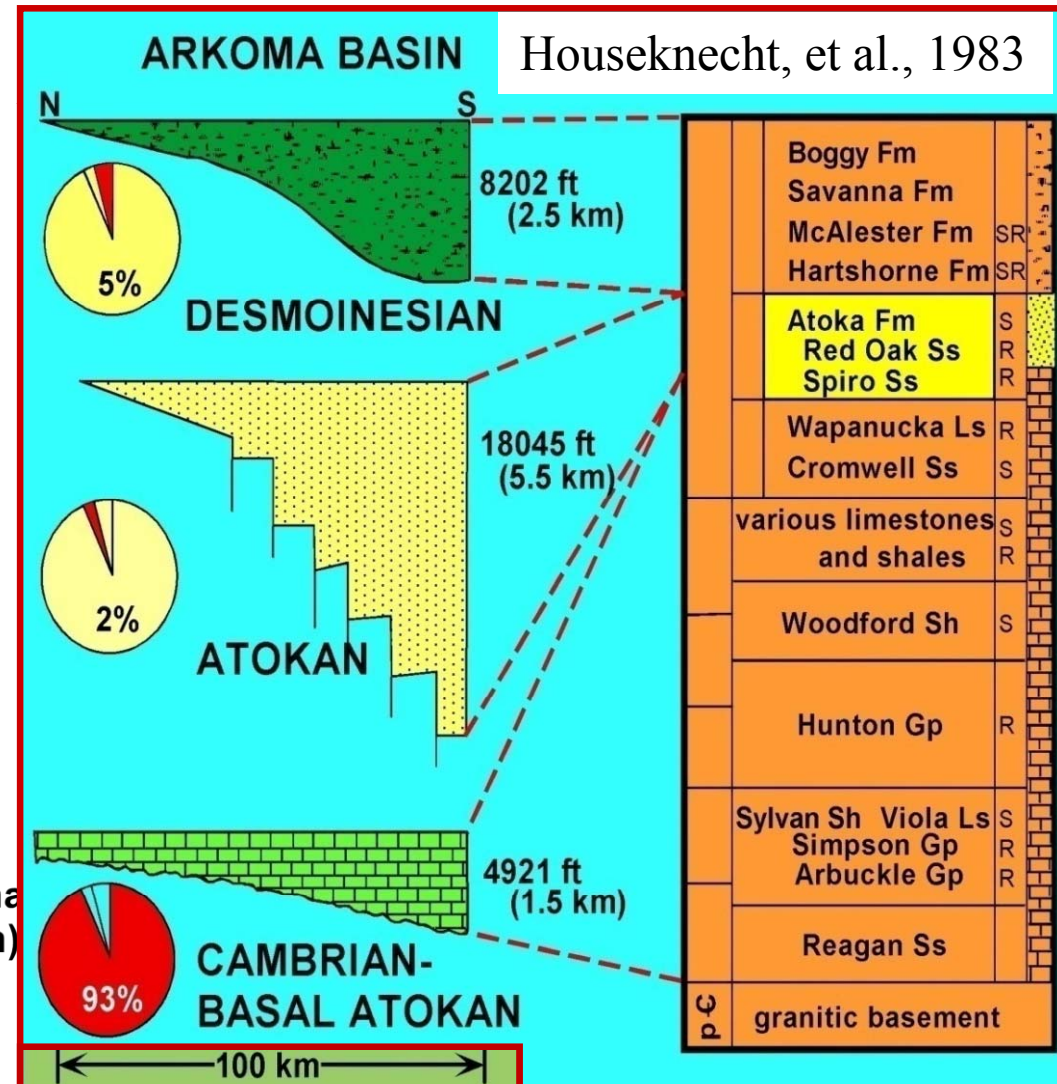 ARKOMA BASIN
Houseknecht, et al., 1983
N
S
8202 ft
(2.5 km)
5%
DESMOINESIAN
18045 ft
(5.5 km)
2%
ATOKAN
4921 ft
(1.5 km)
93%
CAMBRIAN-
BASAL ATOKAN
100 km
Boggy Fm
Savanna Fm
McAlester Fm SR
Hartshorne Fm SR
Atoka Fm S
Red Oak Ss R
Spiro Ss R
Wapanucka Ls R
Cromwell Ss S
various limestones S
and shales R
Woodford Sh S
Hunton Gp R
Sylvan Sh Viola Ls S
Simpson Gp R
Arbuckle Gp R
Reagan Ss
p Є
granitic basement